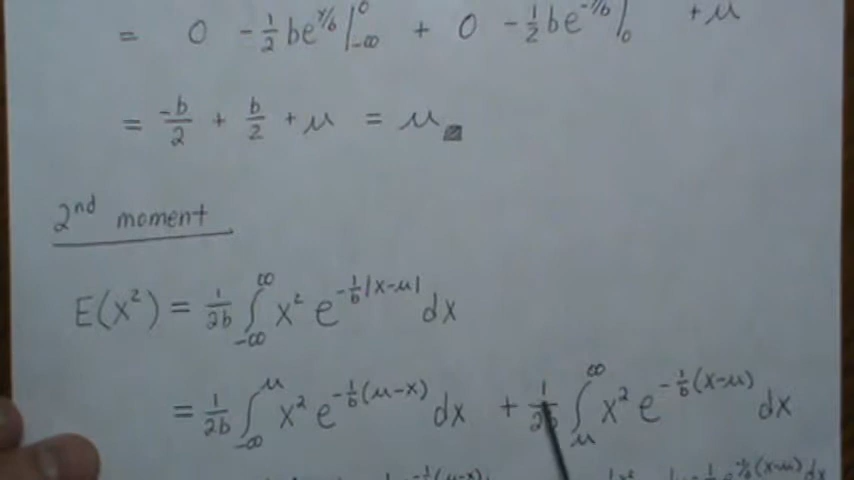 = 0 -½be^{y/b}|_{-∞}^{0} + 0 -½be^{-y/b}|_{0} +μ
= -b/2 + b/2 + μ = μ
2nd moment
E(x²) = 1/2b ∫_{-∞}^{∞} x² e^{-1/b|x-μ|} dx
= 1/2b ∫_{-∞}^{μ} x² e^{-1/b(μ-x)} dx + 1/2b ∫_{μ}^{∞} x² e^{-1/b(x-μ)} dx